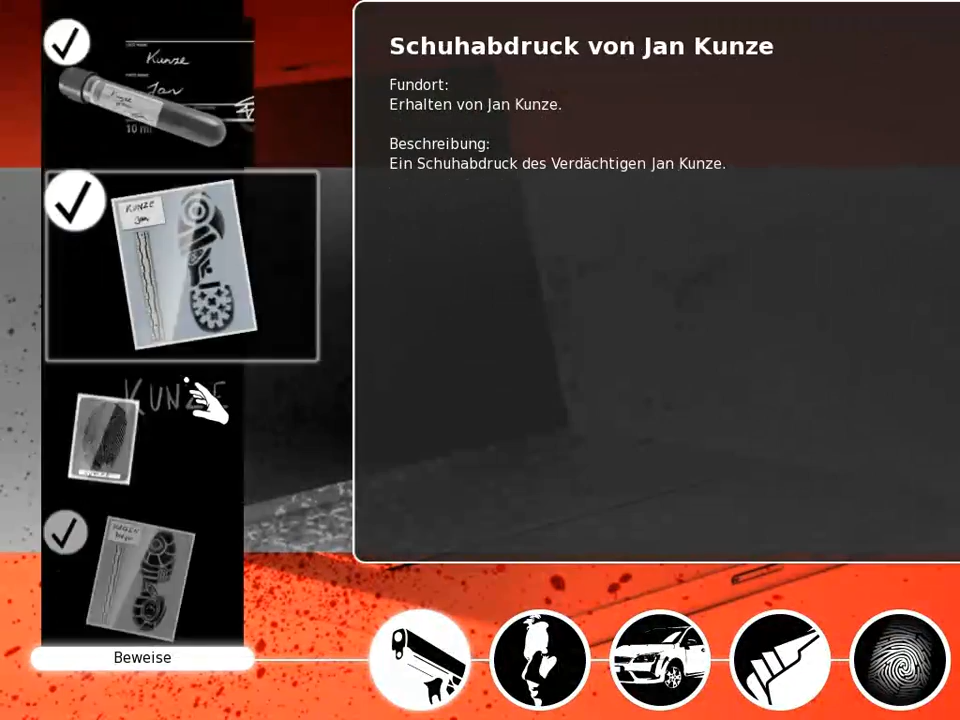 Kunze
Jan
10 ml
KUNZE
Jan
KUNZE
Beweise
Schuhabdruck von Jan Kunze
Fundort:
Erhalten von Jan Kunze.
Beschreibung:
Ein Schuhabdruck des Verdächtigen Jan Kunze.